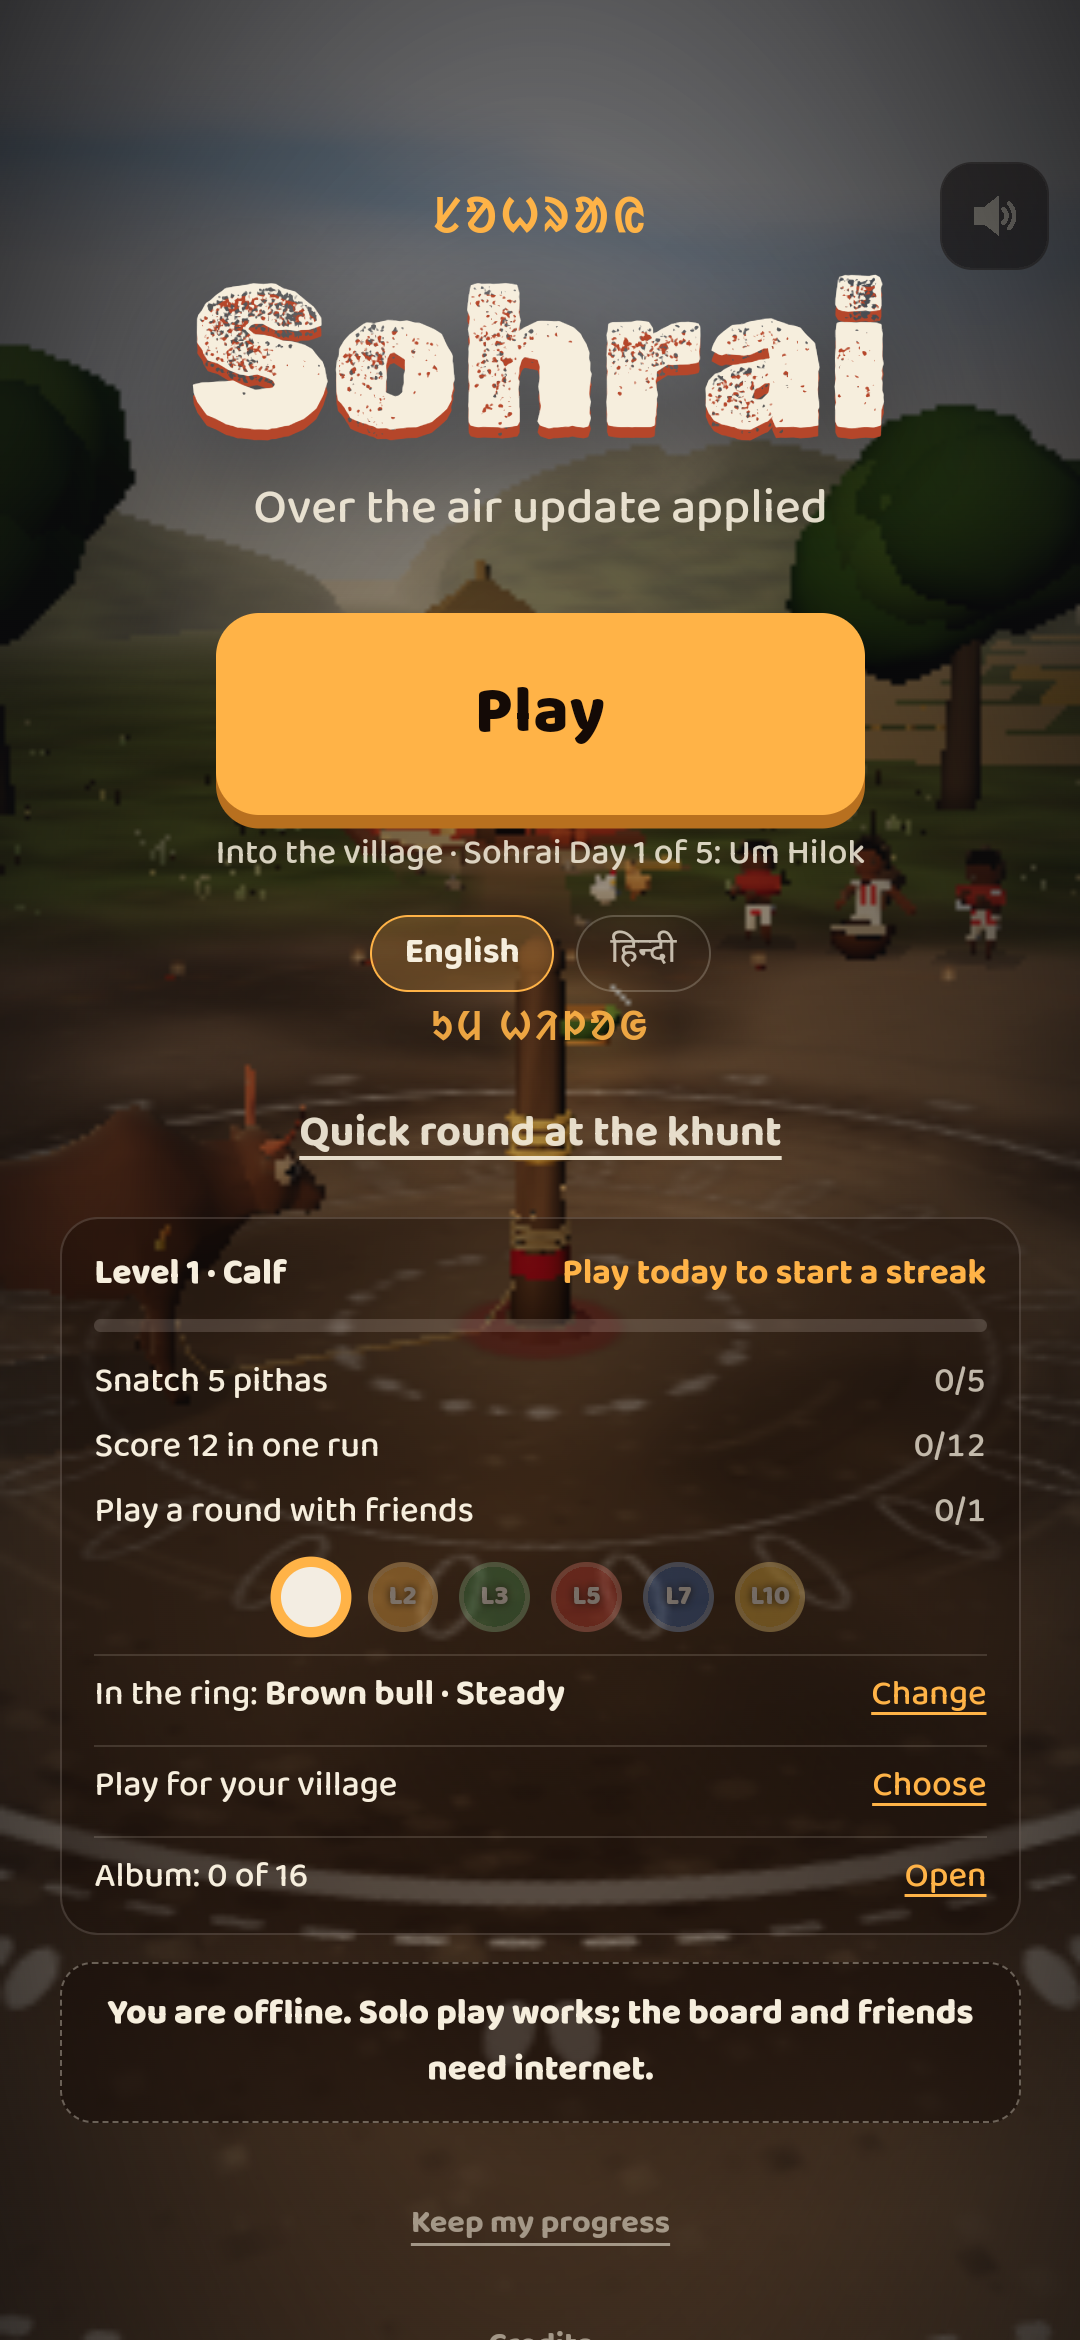 ᱥᱚᱦᱨᱟᱭ
Sohrai
Over the air update applied
Play
Into the village · Sohrai Day 1 of 5: Um Hilok
English हिन्दी
ᱩᱢ ᱦᱤᱞᱚᱠ
Quick round at the khunt
Level 1 · Calf Play today to start a streak
Snatch 5 pithas 0/5
Score 12 in one run 0/12
Play a round with friends 0/1
L2 L3 L5 L7 L10
In the ring: Brown bull · Steady Change
Play for your village Choose
Album: 0 of 16 Open
You are offline. Solo play works; the board and friends
need internet.
Keep my progress